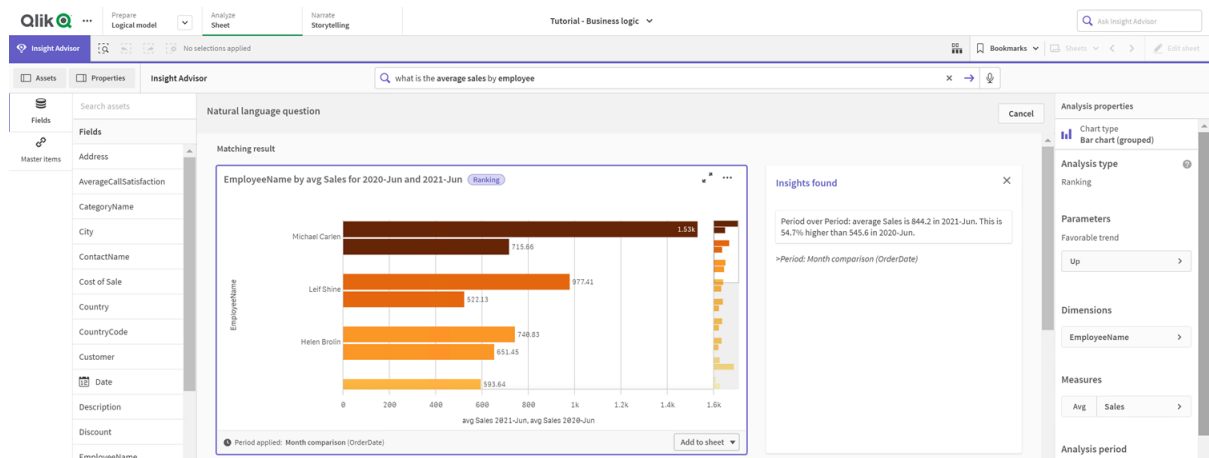 Qlik
Prepare
Logical model
Analyze
Sheet
Narrate
Storytelling
Tutorial - Business logic
Ask Insight Advisor
Insight Advisor
No selections applied
Bookmarks
Sheets
Edit sheet
Assets
Properties
Insight Advisor
what is the average sales by employee
Fields
Master items
Search assets
Fields
Address
AverageCallSatisfaction
CategoryName
City
ContactName
Cost of Sale
Country
CountryCode
Customer
Date
Description
Discount
EmployeeName
Natural language question
Cancel
Matching result
EmployeeName by avg Sales for 2020-Jun and 2021-Jun
Ranking
EmployeeName
Michael Carlen
1.53k
715.66
Leif Shine
977.41
522.13
Helen Brolin
740.83
651.45
593.64
0 200 400 600 800 1k 1.2k 1.4k 1.6k
avg Sales 2021-Jun, avg Sales 2020-Jun
Period applied: Month comparison (OrderDate)
Add to sheet
Insights found
Period over Period: average Sales is 844.2 in 2021-Jun. This is
54.7% higher than 545.6 in 2020-Jun.
>Period: Month comparison (OrderDate)
Analysis properties
Chart type
Bar chart (grouped)
Analysis type
Ranking
Parameters
Favorable trend
Up
Dimensions
EmployeeName
Measures
Avg Sales
Analysis period